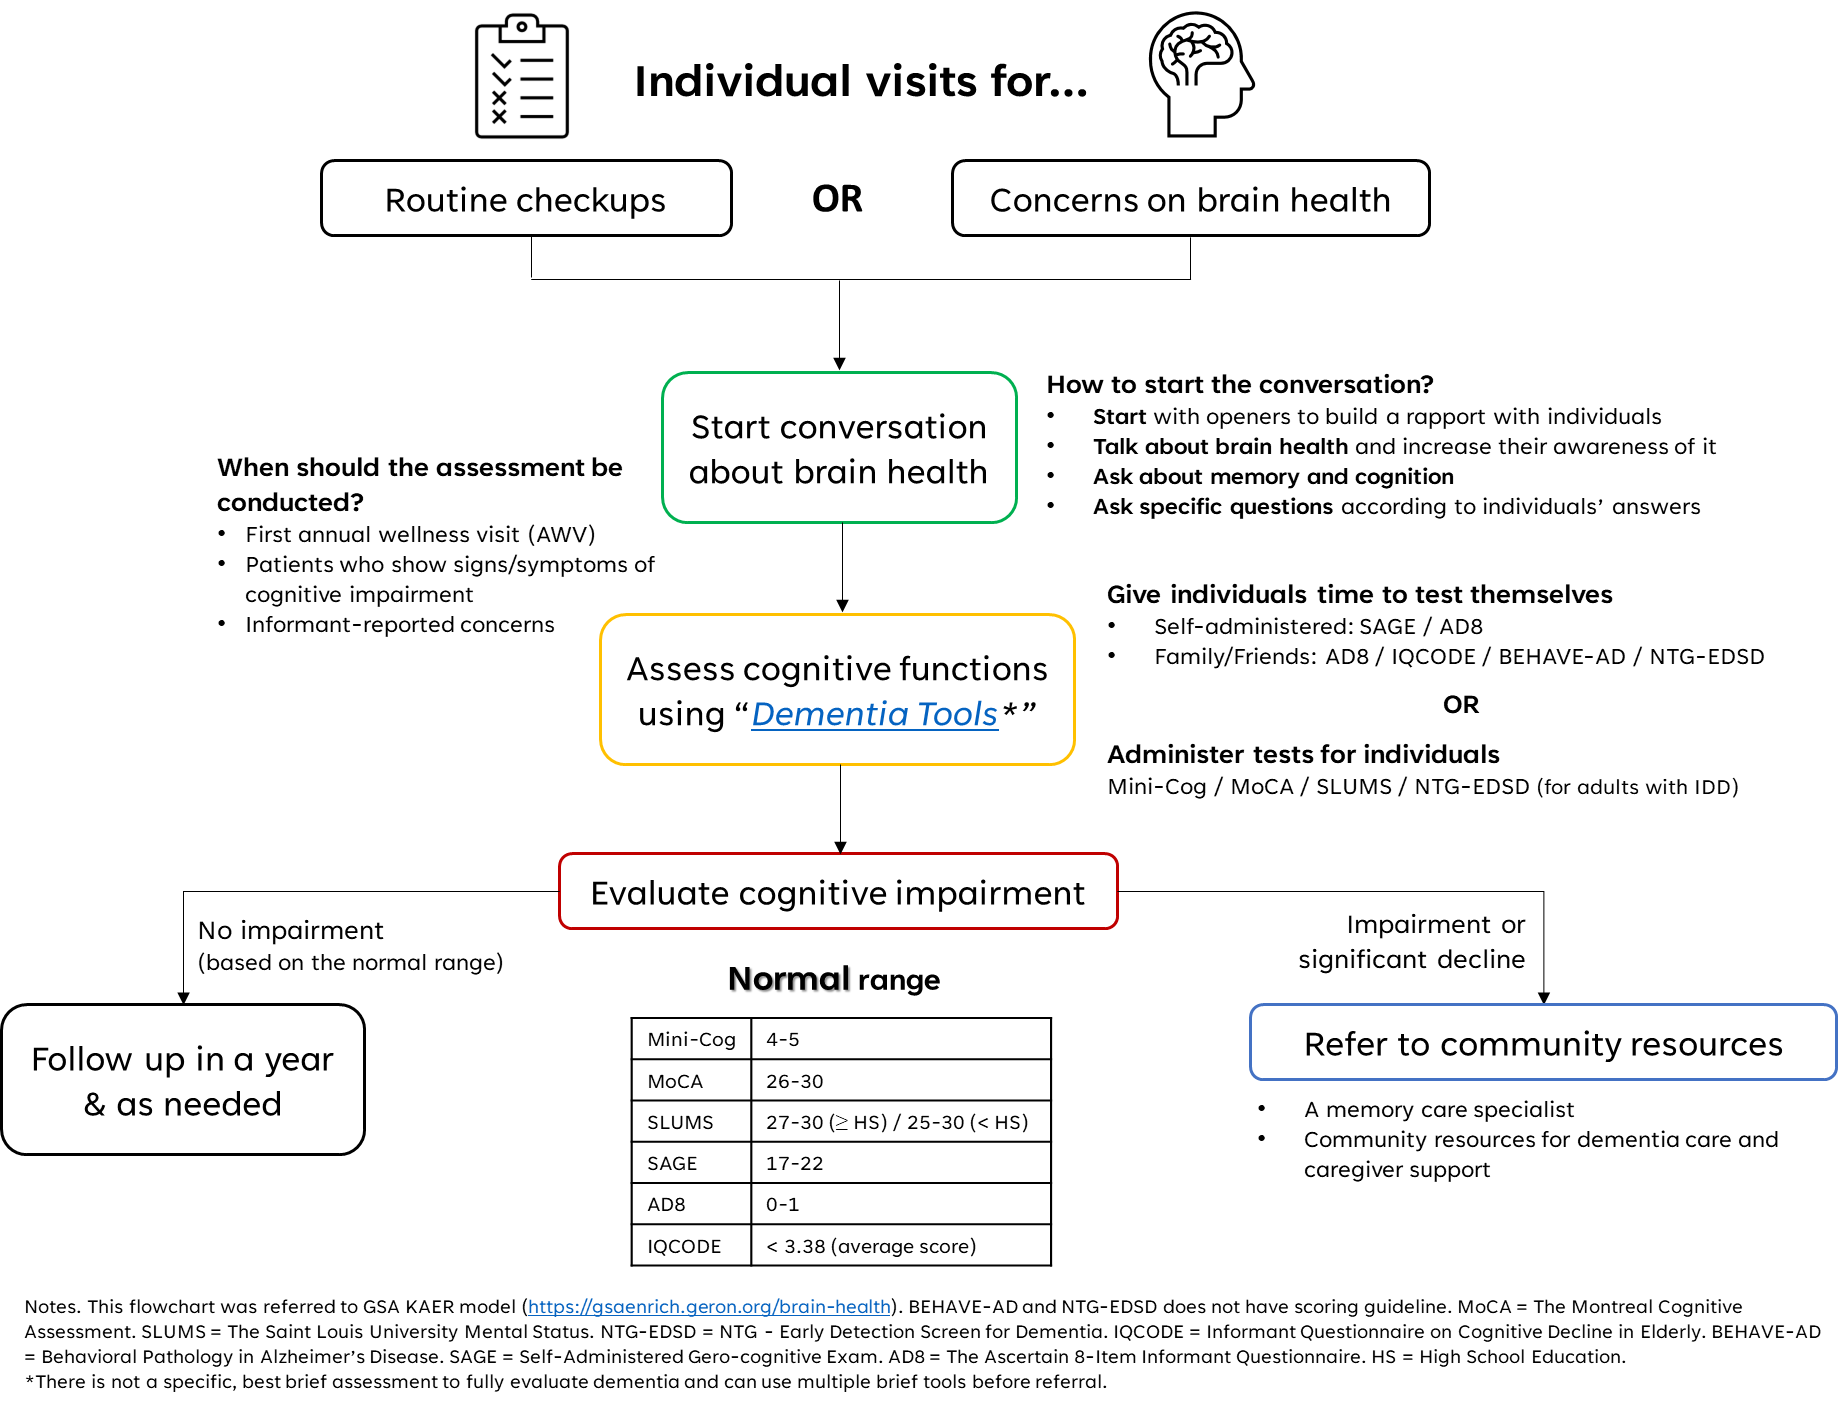 Individual visits for...
Routine checkups
OR
Concerns on brain health
Start conversation
about brain health
How to start the conversation?
• Start with openers to build a rapport with individuals
• Talk about brain health and increase their awareness of it
• Ask about memory and cognition
• Ask specific questions according to individuals’ answers
When should the assessment be
conducted?
• First annual wellness visit (AWV)
• Patients who show signs/symptoms of
cognitive impairment
• Informant-reported concerns
Assess cognitive functions
using “Dementia Tools*”
Give individuals time to test themselves
• Self-administered: SAGE / AD8
• Family/Friends: AD8 / IQCODE / BEHAVE-AD / NTG-EDSD
OR
Administer tests for individuals
Mini-Cog / MoCA / SLUMS / NTG-EDSD (for adults with IDD)
Evaluate cognitive impairment
No impairment
(based on the normal range)
Impairment or
significant decline
Follow up in a year
& as needed
Normal range
Mini-Cog 4-5
MoCA 26-30
SLUMS 27-30 (≥ HS) / 25-30 (< HS)
SAGE 17-22
AD8 0-1
IQCODE < 3.38 (average score)
Refer to community resources
• A memory care specialist
• Community resources for dementia care and
caregiver support
Notes. This flowchart was referred to GSA KAER model (https://gsaenrich.geron.org/brain-health). BEHAVE-AD and NTG-EDSD does not have scoring guideline. MoCA = The Montreal Cognitive
Assessment. SLUMS = The Saint Louis University Mental Status. NTG-EDSD = NTG - Early Detection Screen for Dementia. IQCODE = Informant Questionnaire on Cognitive Decline in Elderly. BEHAVE-AD
= Behavioral Pathology in Alzheimer’s Disease. SAGE = Self-Administered Gero-cognitive Exam. AD8 = The Ascertain 8-Item Informant Questionnaire. HS = High School Education.
*There is not a specific, best brief assessment to fully evaluate dementia and can use multiple brief tools before referral.